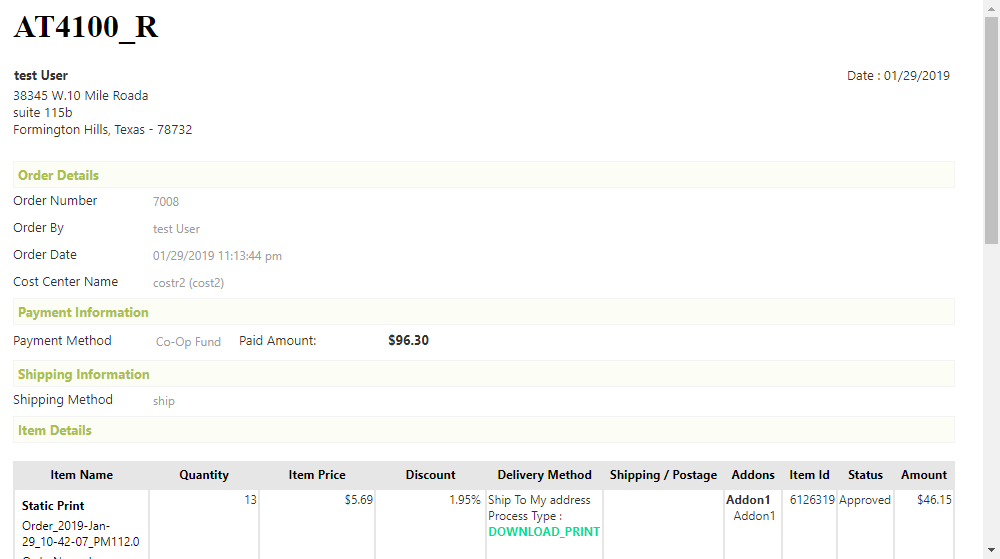 AT4100_R
test User
Date : 01/29/2019
38345 W.10 Mile Roada
suite 115b
Formington Hills, Texas - 78732
Order Details
Order Number 7008
Order By test User
Order Date 01/29/2019 11:13:44 pm
Cost Center Name costr2 (cost2)
Payment Information
Payment Method Co-Op Fund Paid Amount: $96.30
Shipping Information
Shipping Method ship
Item Details
Item Name Quantity Item Price Discount Delivery Method Shipping / Postage Addons Item Id Status Amount
Static Print 13 $5.69 1.95% Ship To My address Addon1 6126319 Approved $46.15
Process Type : Addon1
Order_2019-Jan- DOWNLOAD_PRINT
29_10-42-07_PM112.0